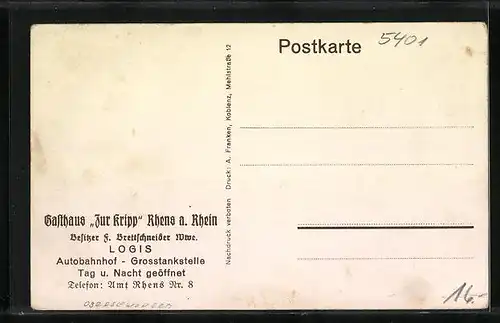 Postkarte
5401
Gasthaus „Zur Kripp“ Rhens a. Rhein
Besitzer F. Brettschneider Wwe.
LOGIS
Autobahnhof - Grosstankstelle
Tag u. Nacht geöffnet
Telefon: Amt Rhens Nr. 8
Nachdruck verboten Druck: A. Franken, Koblenz, Mehlstraße 12
16.-